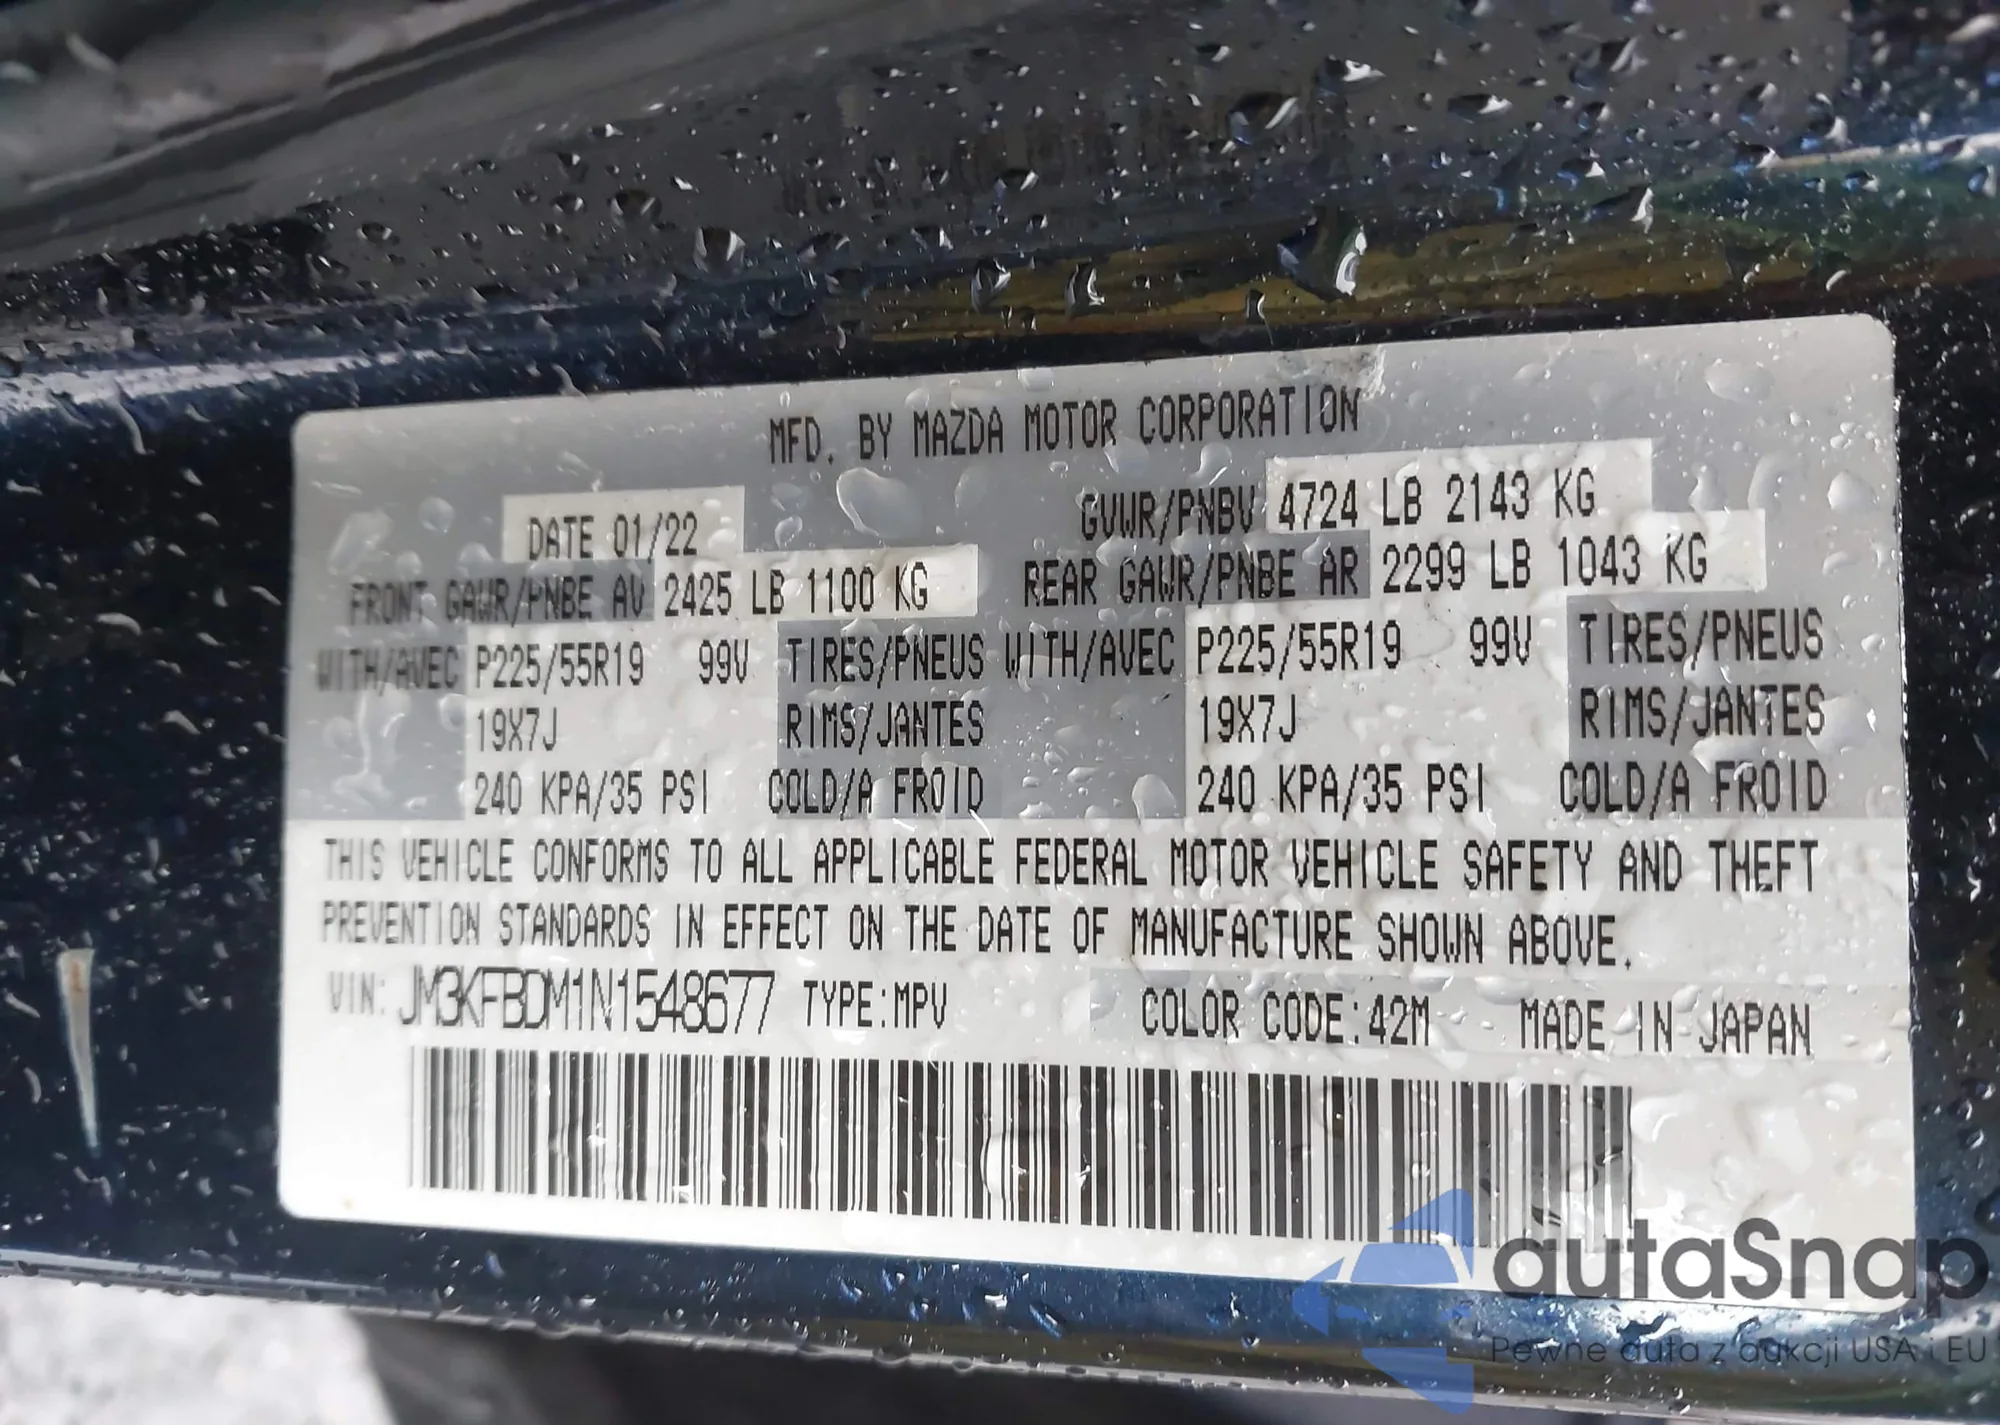 MFD. BY MAZDA MOTOR CORPORATION
DATE 01/22 GVWR/PNBV 4724 LB 2143 KG
FRONT GAWR/PNBE AV 2425 LB 1100 KG REAR GAWR/PNBE AR 2299 LB 1043 KG
WITH/AVEC P225/55R19 99V TIRES/PNEUS WITH/AVEC P225/55R19 99V TIRES/PNEUS
19X7J RIMS/JANTES 19X7J RIMS/JANTES
240 KPA/35 PSI COLD/A FROID 240 KPA/35 PSI COLD/A FROID
THIS VEHICLE CONFORMS TO ALL APPLICABLE FEDERAL MOTOR VEHICLE SAFETY AND THEFT
PREVENTION STANDARDS IN EFFECT ON THE DATE OF MANUFACTURE SHOWN ABOVE.
VIN: JM3KFBDM1N1548677 TYPE:MPV COLOR CODE:42M MADE IN JAPAN
autaSnap
Pewne auta z aukcji USA i EU